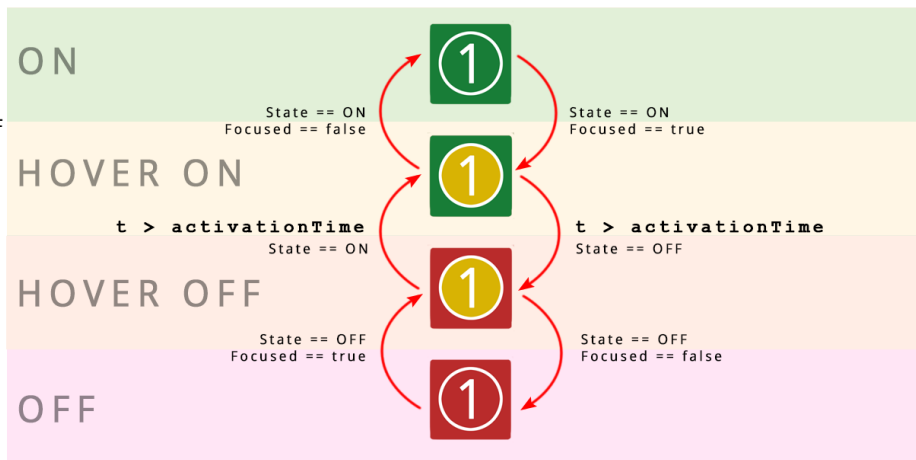 ON
1
State == ON
Focused == false
State == ON
Focused == true
HOVER ON
1
t > activationTime
State == ON
t > activationTime
State == OFF
HOVER OFF
1
State == OFF
Focused == true
State == OFF
Focused == false
OFF
1